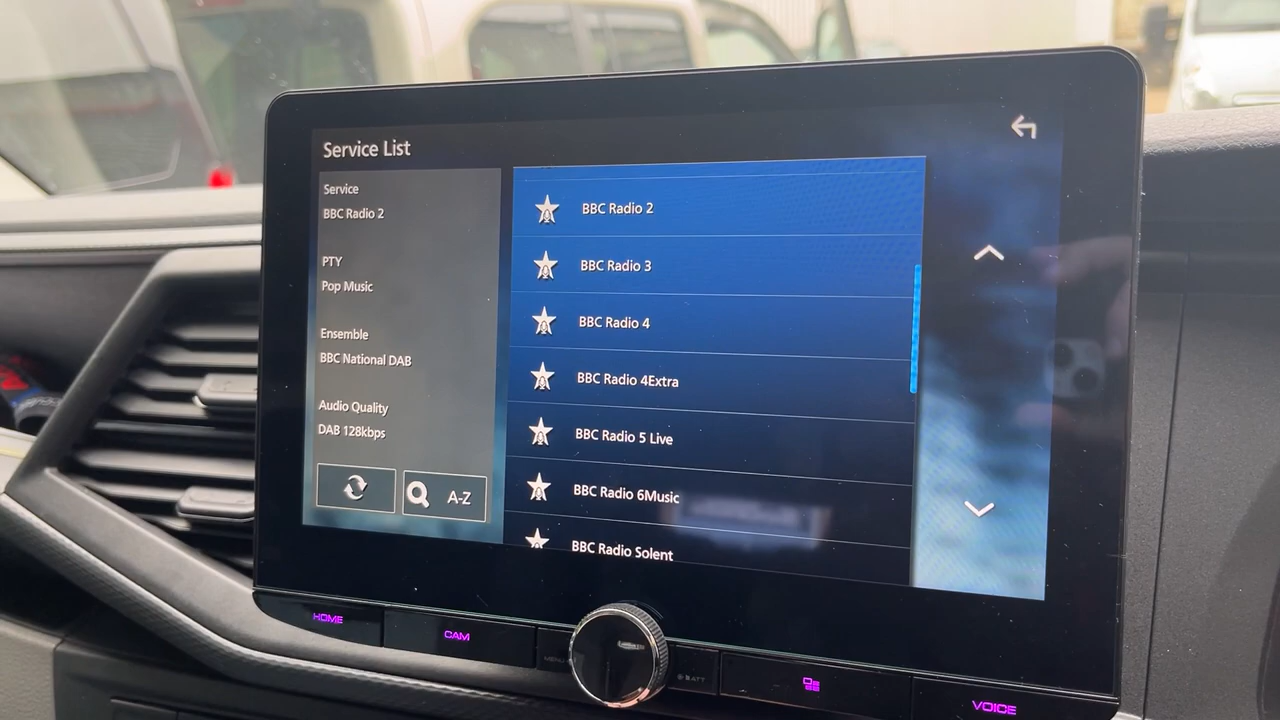 Service List
Service
BBC Radio 2
PTY
Pop Music
Ensemble
BBC National DAB
Audio Quality
DAB 128kbps
A-Z
BBC Radio 2
BBC Radio 3
BBC Radio 4
BBC Radio 4Extra
BBC Radio 5 Live
BBC Radio 6Music
BBC Radio Solent
HOME
CAM
MENU
BATT
VOICE